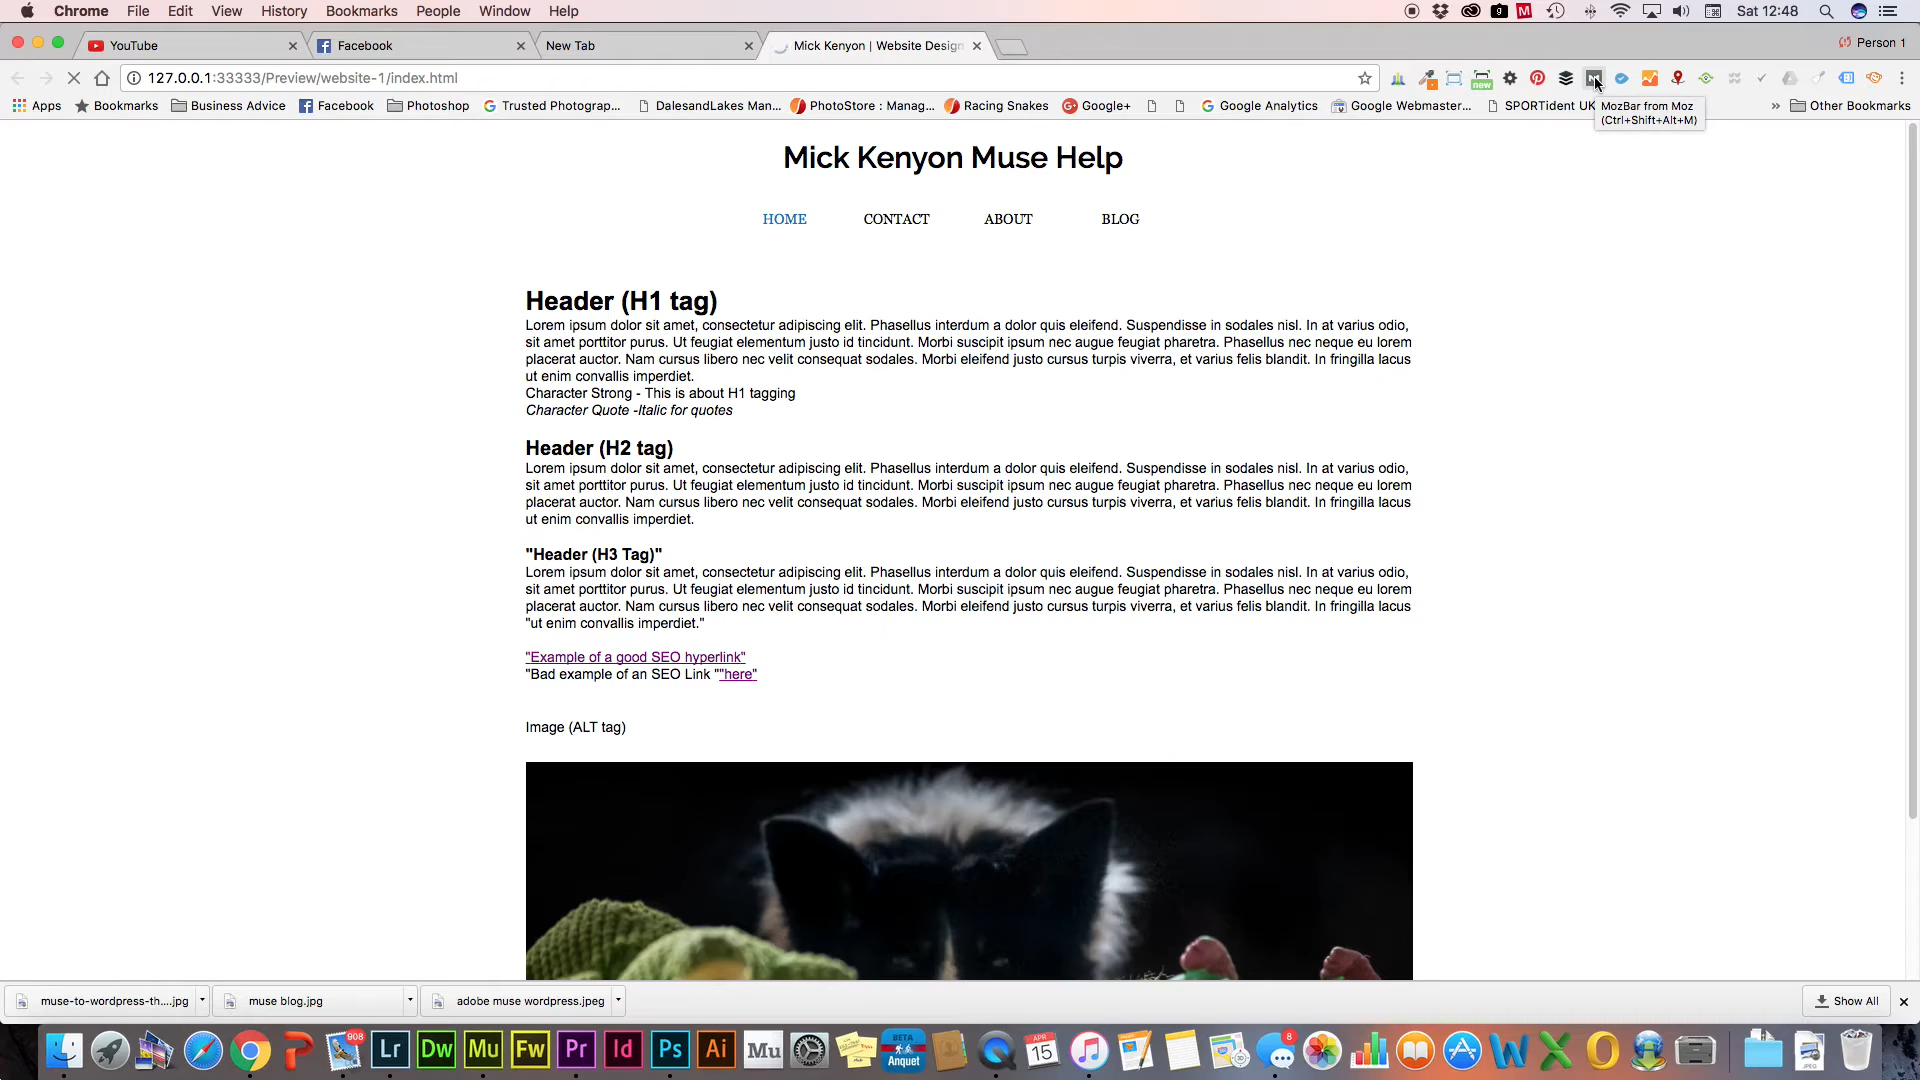 Chrome File Edit View History Bookmarks People Window Help
Sat 12:48
YouTube
Facebook
New Tab
Mick Kenyon | Website Design
Person 1
127.0.0.1:33333/Preview/website-1/index.html
new
Apps
Bookmarks
Business Advice
Facebook
Photoshop
Trusted Photograp...
DalesandLakes Man...
PhotoStore : Manag...
Racing Snakes
Google+
Google Analytics
Google Webmaster...
SPORTident UK
Other Bookmarks
MozBar from Moz
(Ctrl+Shift+Alt+M)
Mick Kenyon Muse Help
HOME CONTACT ABOUT BLOG
Header (H1 tag)
Lorem ipsum dolor sit amet, consectetur adipiscing elit. Phasellus interdum a dolor quis eleifend. Suspendisse in sodales nisl. In at varius odio,
sit amet porttitor purus. Ut feugiat elementum justo id tincidunt. Morbi suscipit ipsum nec augue feugiat pharetra. Phasellus nec neque eu lorem
placerat auctor. Nam cursus libero nec velit consequat sodales. Morbi eleifend justo cursus turpis viverra, et varius felis blandit. In fringilla lacus
ut enim convallis imperdiet.
Character Strong - This is about H1 tagging
Character Quote -Italic for quotes
Header (H2 tag)
Lorem ipsum dolor sit amet, consectetur adipiscing elit. Phasellus interdum a dolor quis eleifend. Suspendisse in sodales nisl. In at varius odio,
sit amet porttitor purus. Ut feugiat elementum justo id tincidunt. Morbi suscipit ipsum nec augue feugiat pharetra. Phasellus nec neque eu lorem
placerat auctor. Nam cursus libero nec velit consequat sodales. Morbi eleifend justo cursus turpis viverra, et varius felis blandit. In fringilla lacus
ut enim convallis imperdiet.
"Header (H3 Tag)"
Lorem ipsum dolor sit amet, consectetur adipiscing elit. Phasellus interdum a dolor quis eleifend. Suspendisse in sodales nisl. In at varius odio,
sit amet porttitor purus. Ut feugiat elementum justo id tincidunt. Morbi suscipit ipsum nec augue feugiat pharetra. Phasellus nec neque eu lorem
placerat auctor. Nam cursus libero nec velit consequat sodales. Morbi eleifend justo cursus turpis viverra, et varius felis blandit. In fringilla lacus
"ut enim convallis imperdiet."
"Example of a good SEO hyperlink"
"Bad example of an SEO Link ""here"
Image (ALT tag)
muse-to-wordpress-th....jpg
muse blog.jpg
adobe muse wordpress.jpeg
Show All
908
Lr Dw Mu Fw Pr Id Ps Ai Mu
BETA
Anquet
APR
15
8